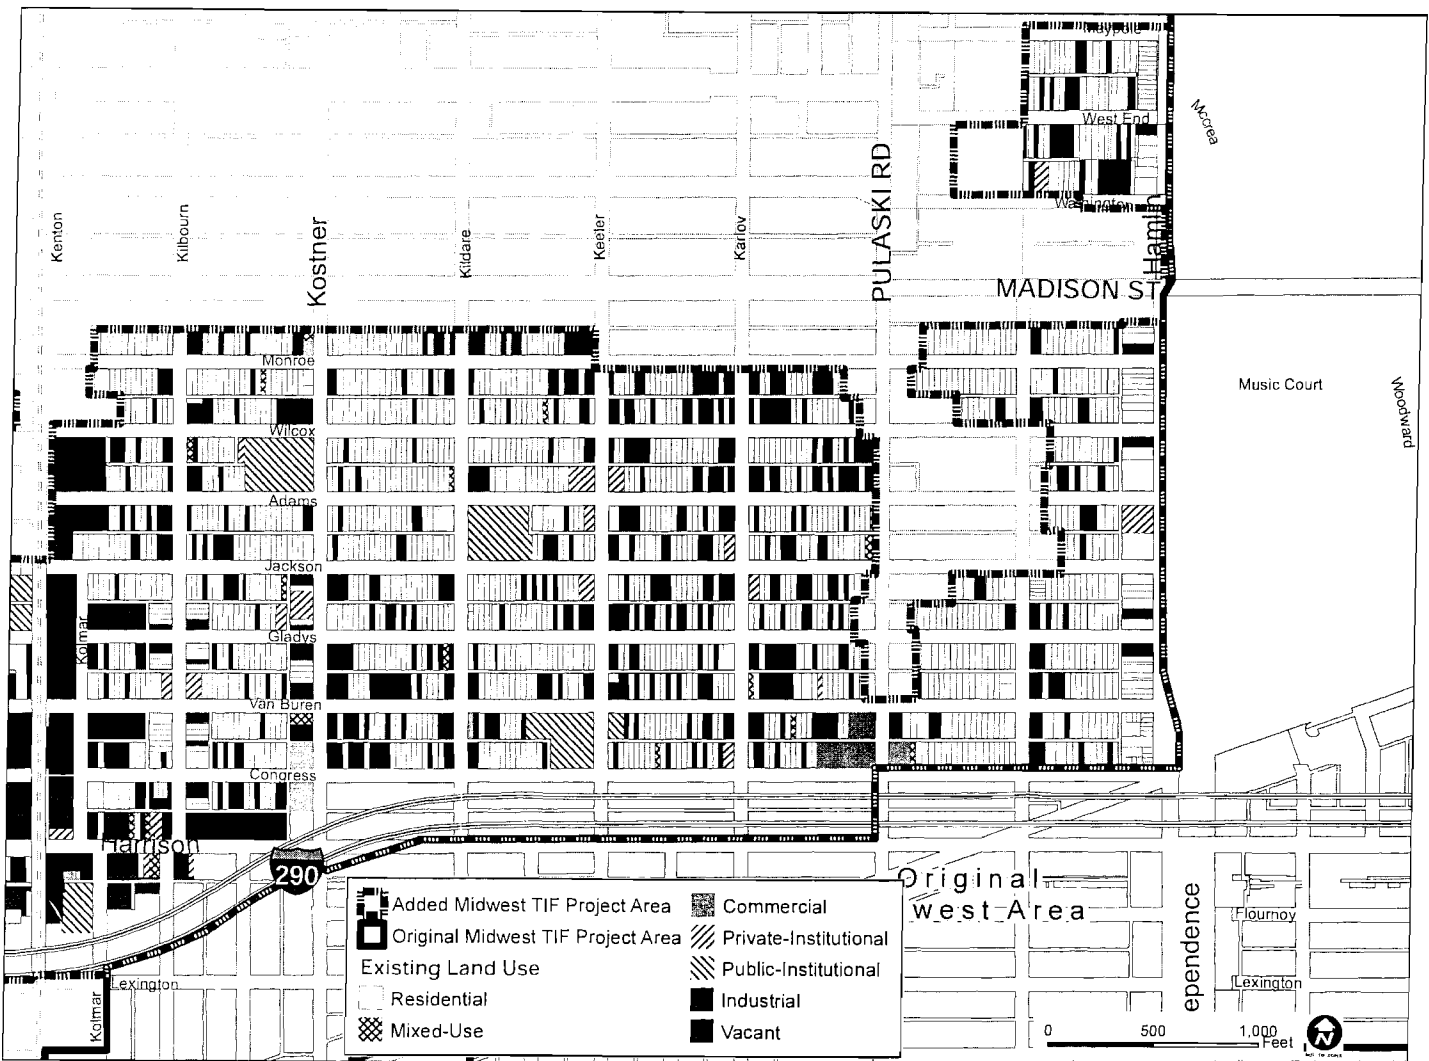 Maypole
West End
Mccrea
Washington
PULASKI RD
Hamlin
MADISON ST
Kenton
Kilbourn
Kostner
Kildare
Keeler
Karlov
Monroe
Music Court
Woodward
Wilcox
Adams
Jackson
Kolmar
Gladys
Van Buren
Congress
Harrison
290
Original
west Area
ependence
Flournoy
Lexington
Lexington
Kolmar
Added Midwest TIF Project Area
Original Midwest TIF Project Area
Existing Land Use
Residential
Mixed-Use
Commercial
Private-Institutional
Public-Institutional
Industrial
Vacant
0 500 1,000
Feet
N